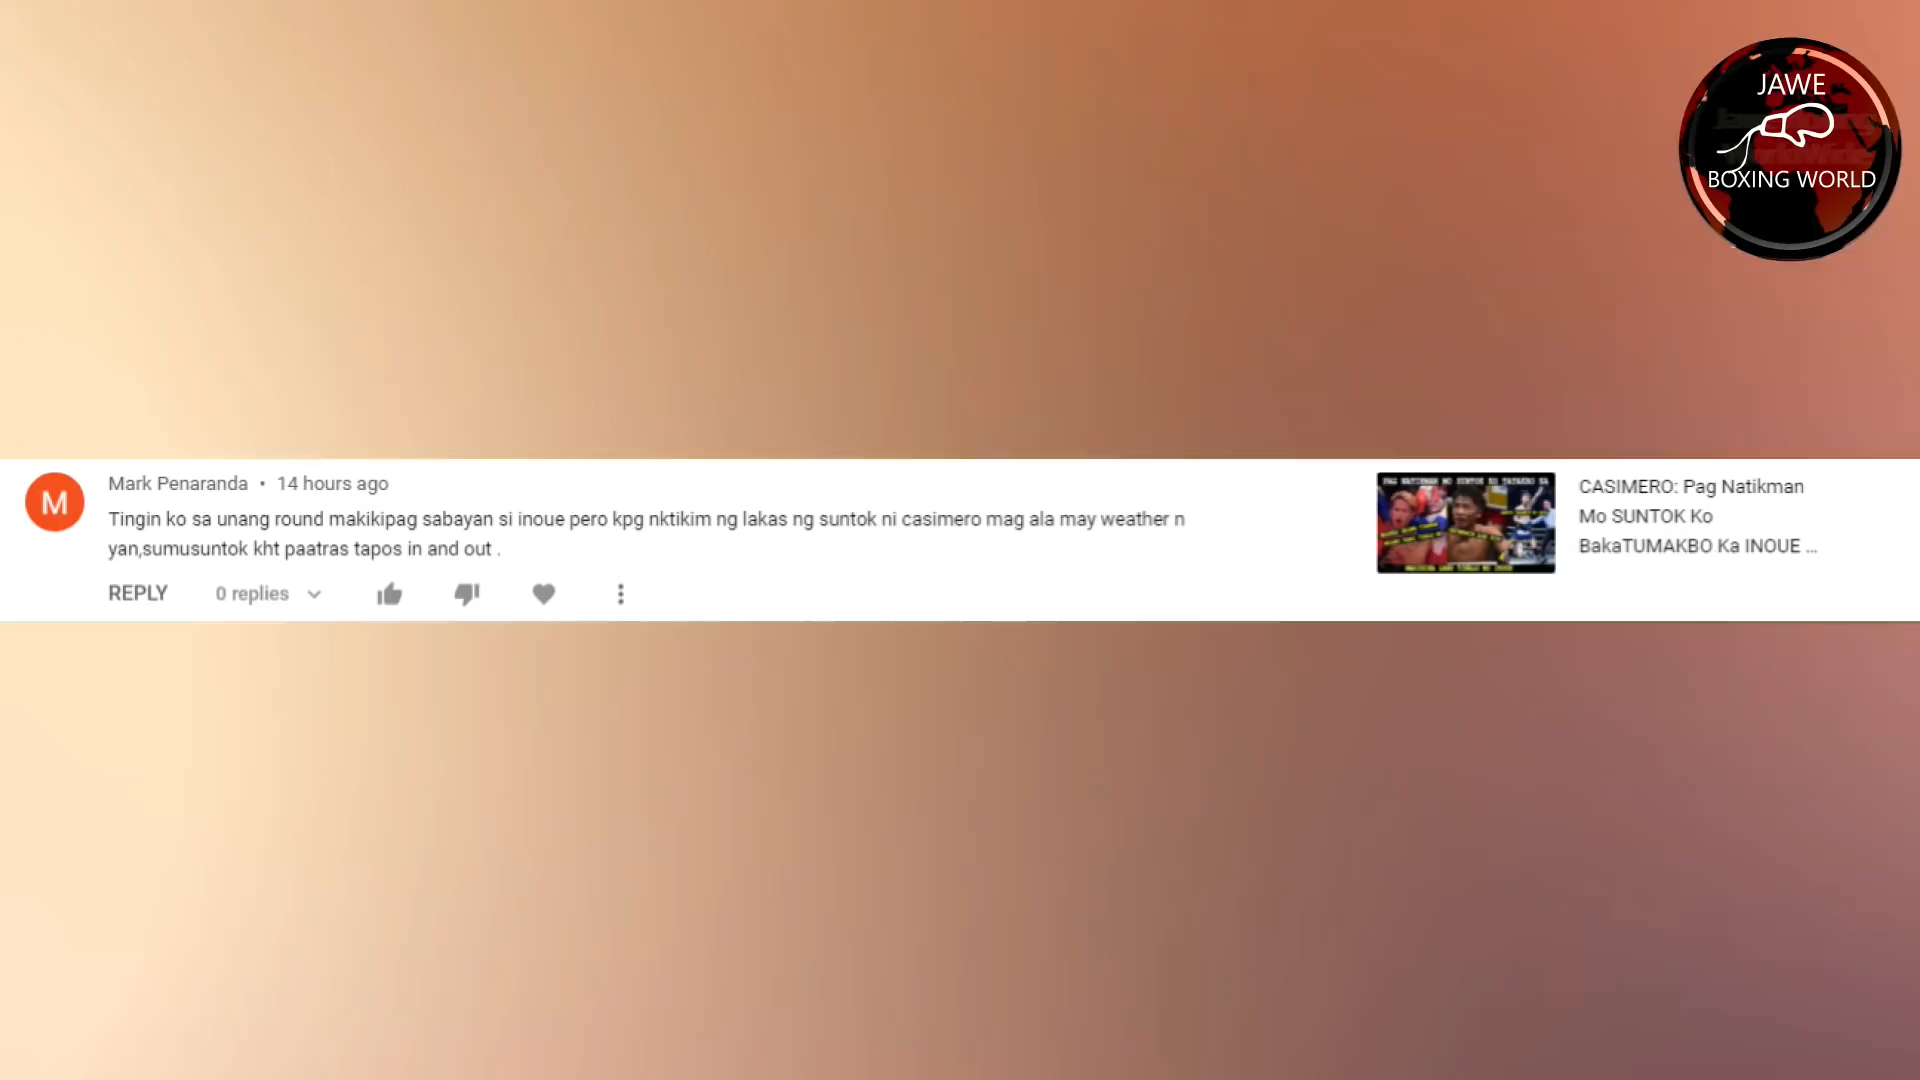 JAWE
BOXING WORLD
M
Mark Penaranda • 14 hours ago
Tingin ko sa unang round makikipag sabayan si inoue pero kpg nktikim ng lakas ng suntok ni casimero mag ala may weather n
yan,sumusuntok kht paatras tapos in and out .
REPLY 0 replies
CASIMERO: Pag Natikman
Mo SUNTOK Ko
BakaTUMAKBO Ka INOUE ...